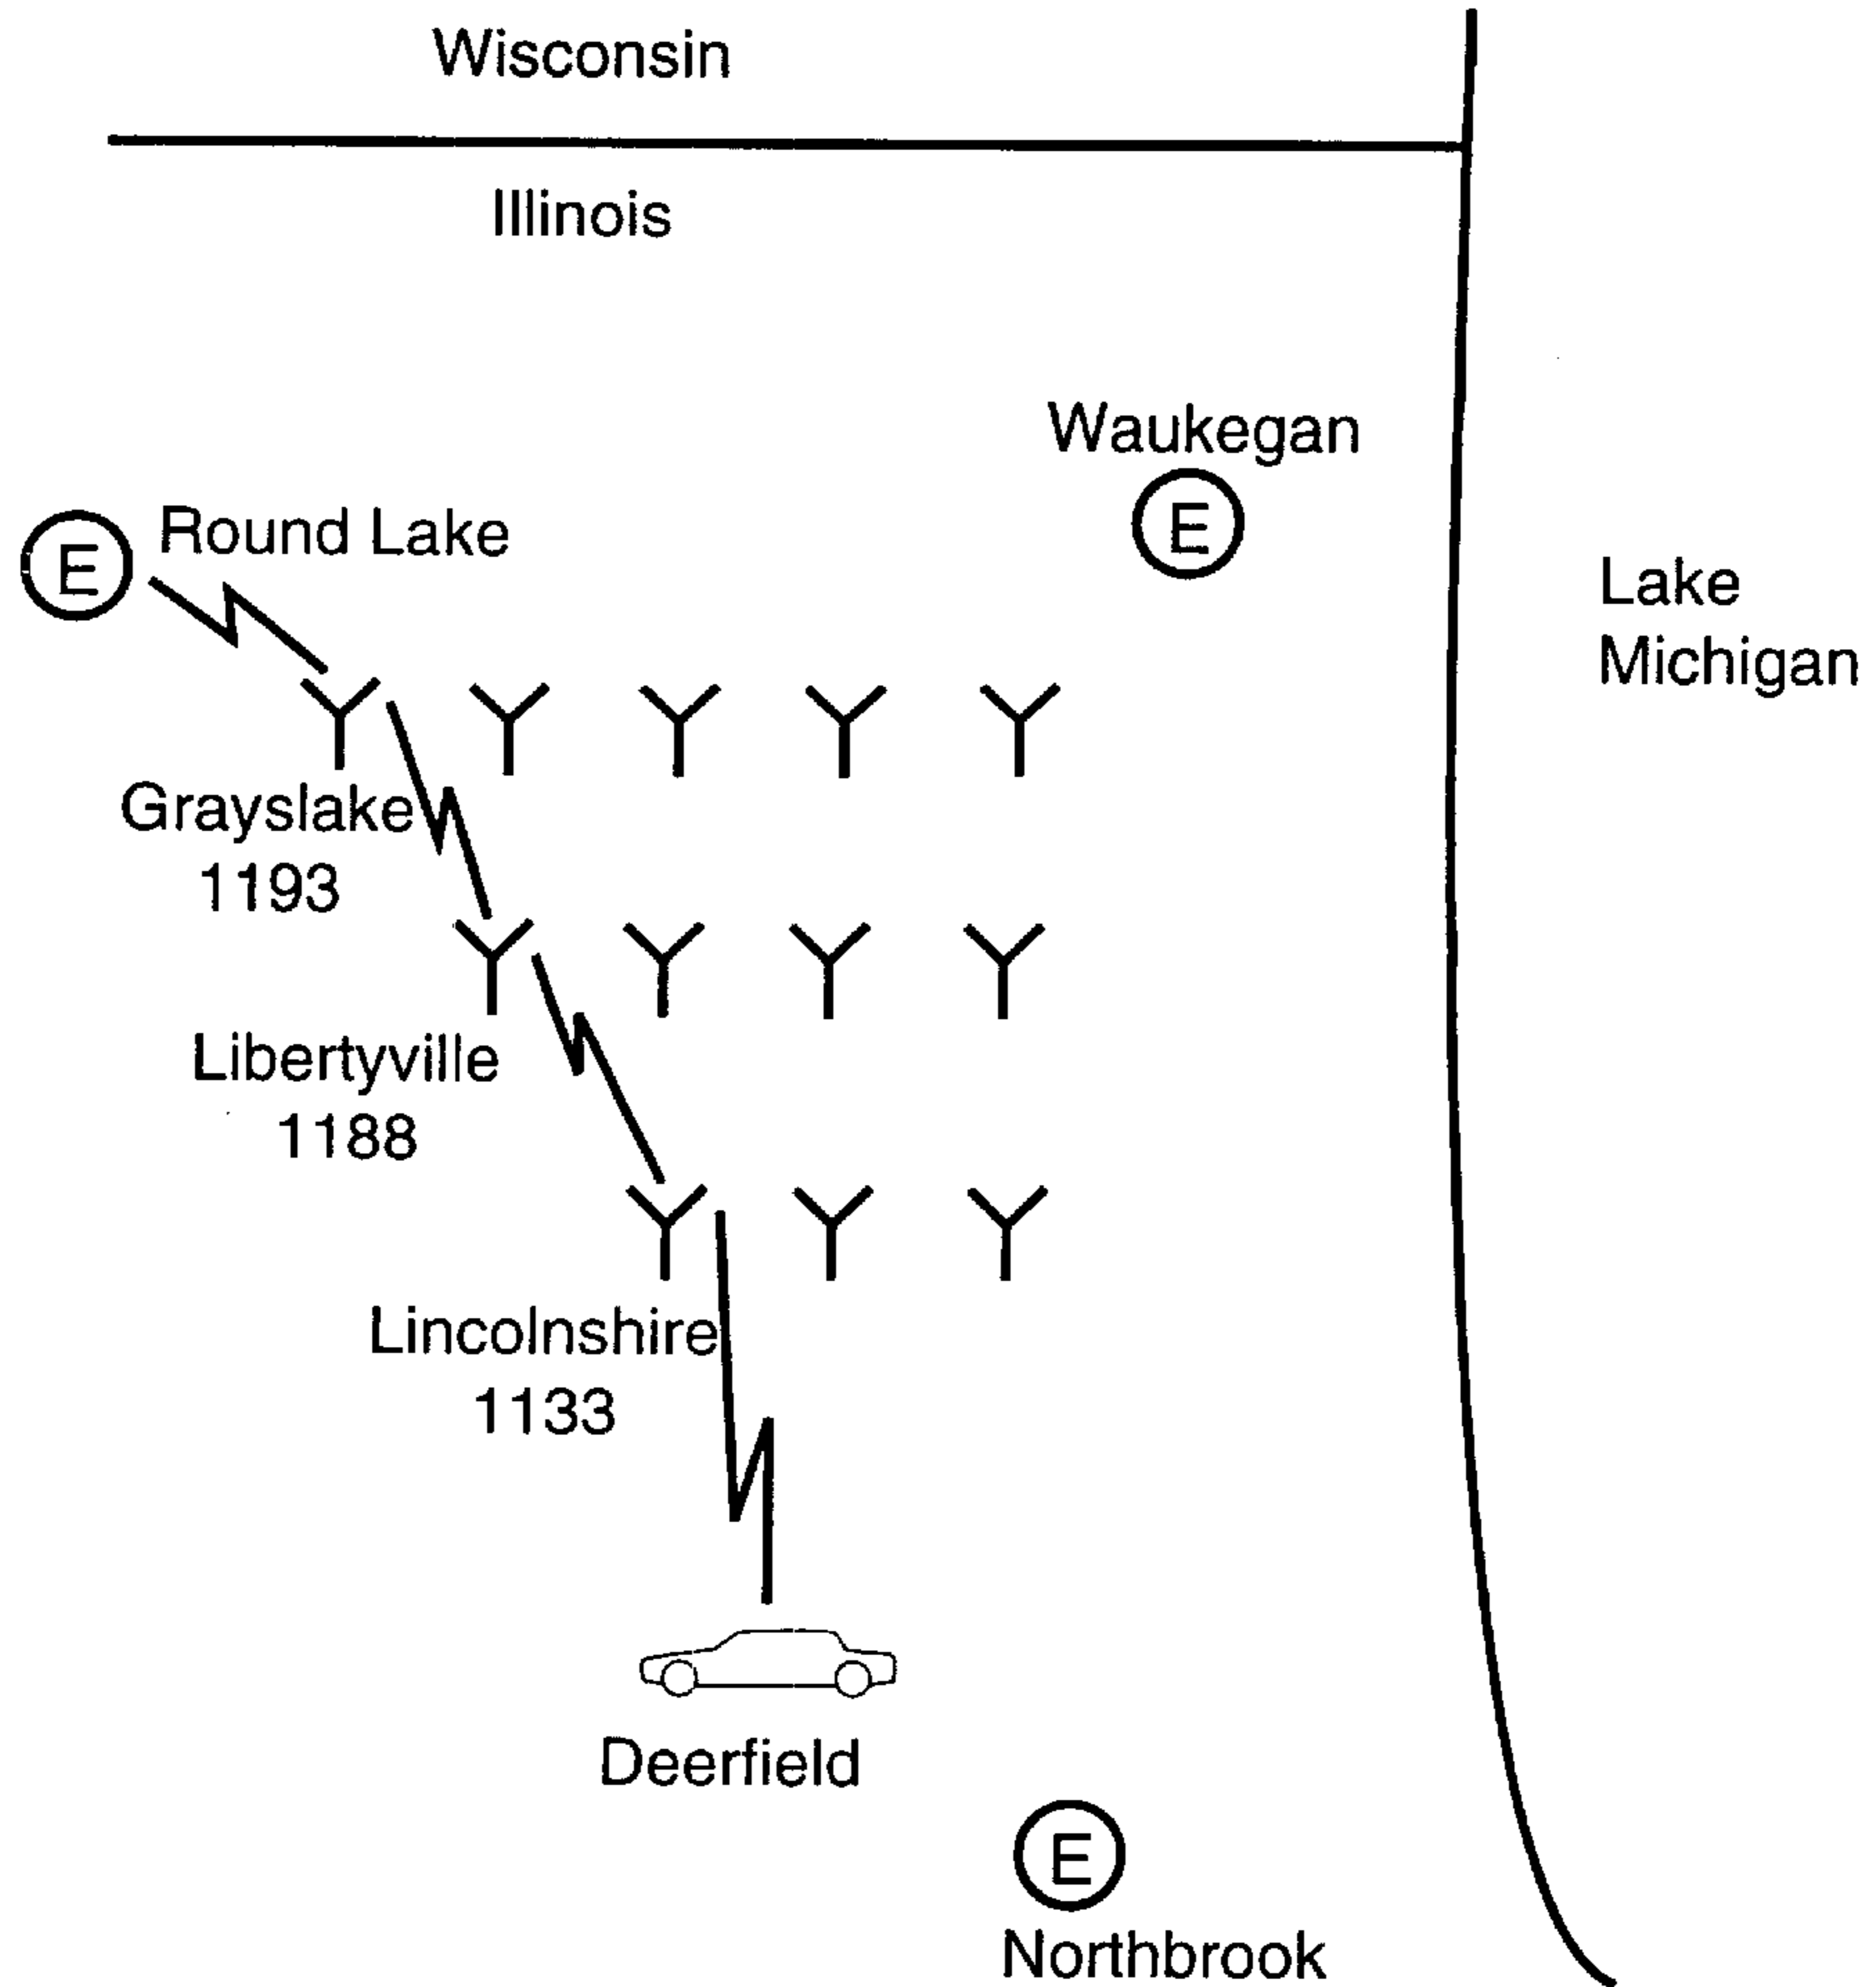 Wisconsin
Illinois
Waukegan
E
Round Lake
E
Lake
Michigan
Grayslake
1193
Libertyville
1188
Lincolnshire
1133
Deerfield
E
Northbrook